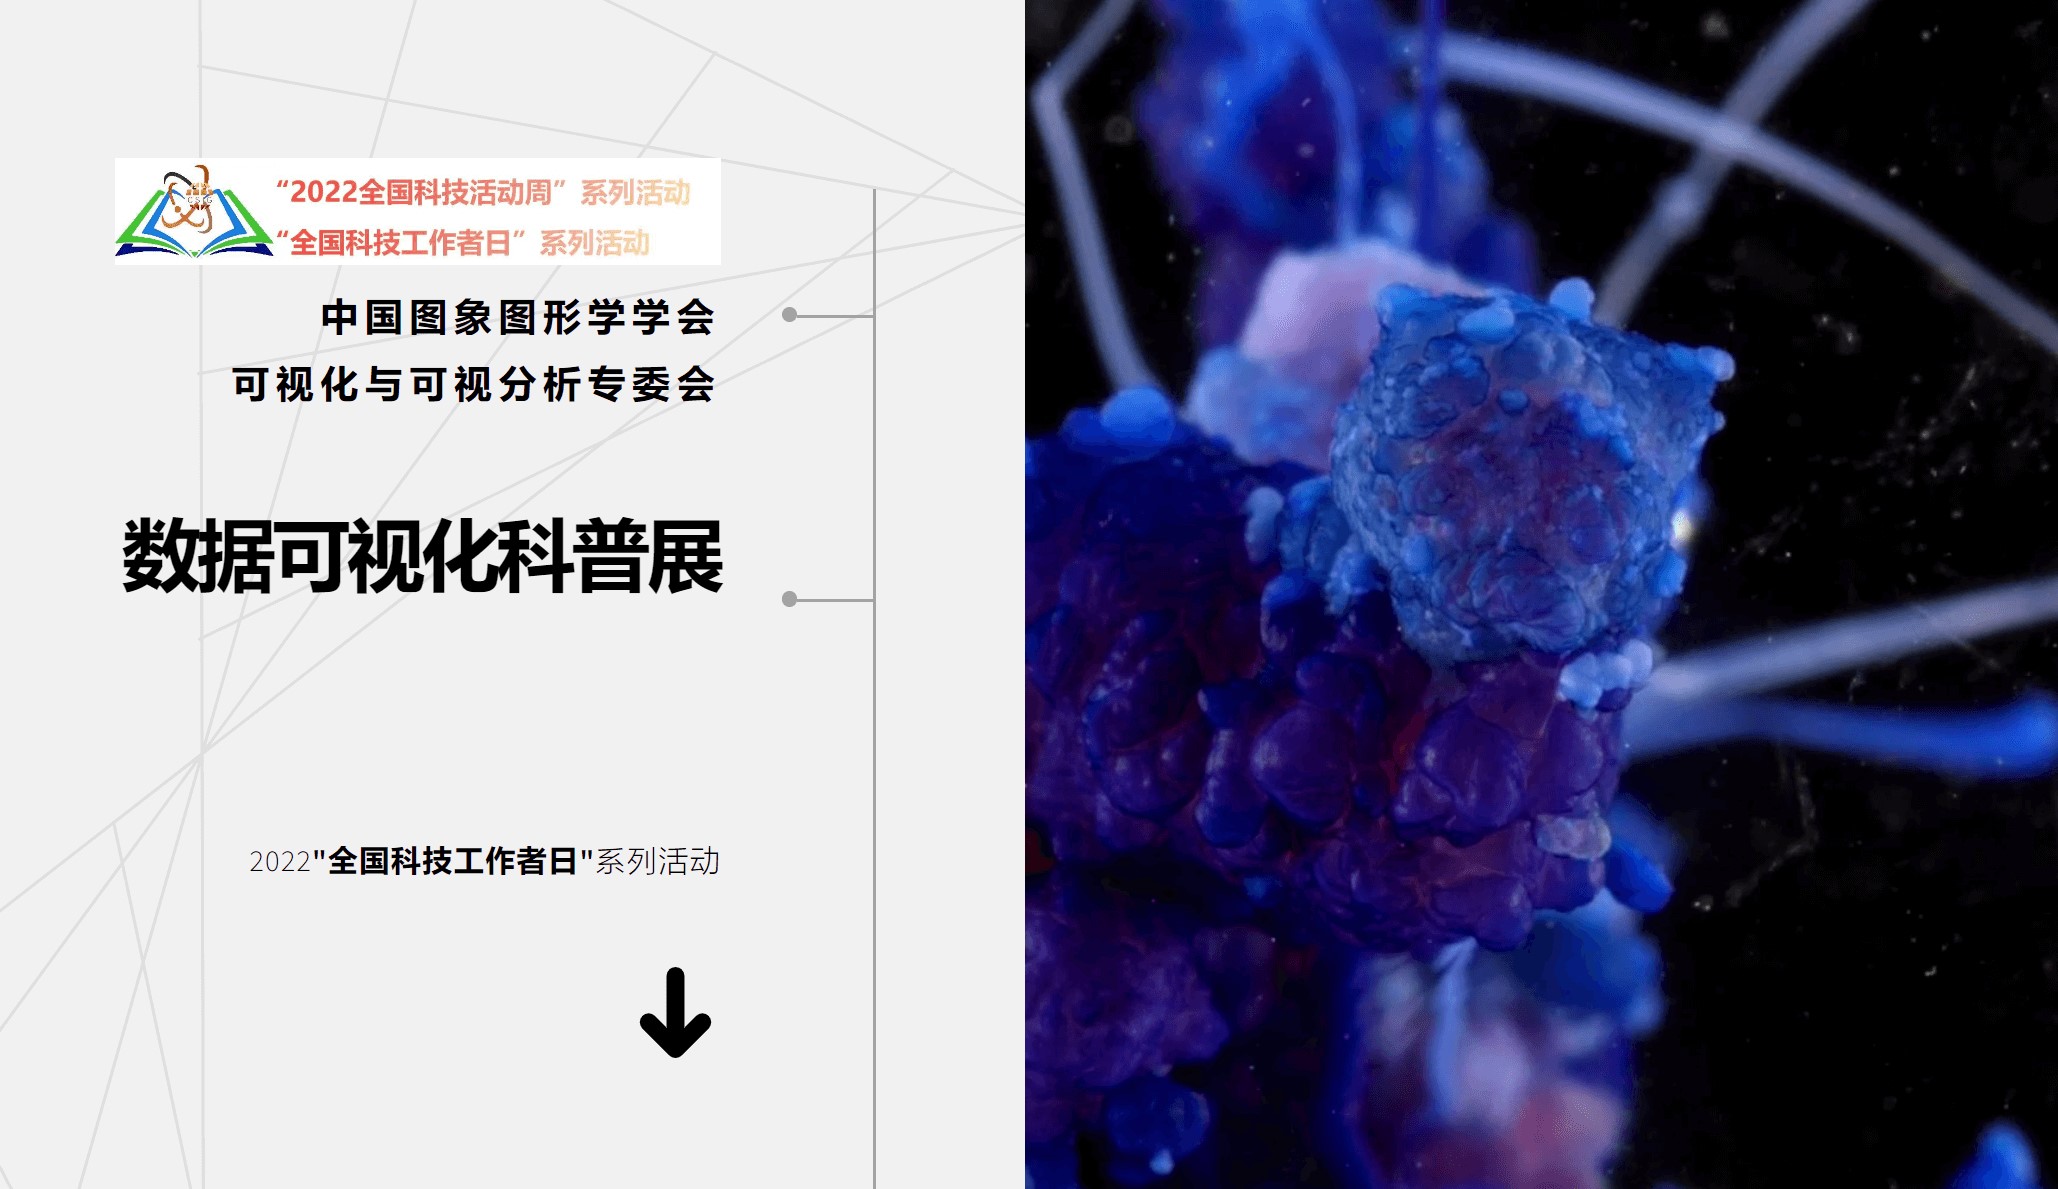 “2022全国科技活动周”系列活动
“全国科技工作者日”系列活动
中国图象图形学学会
可视化与可视分析专委会
数据可视化科普展
2022"全国科技工作者日"系列活动